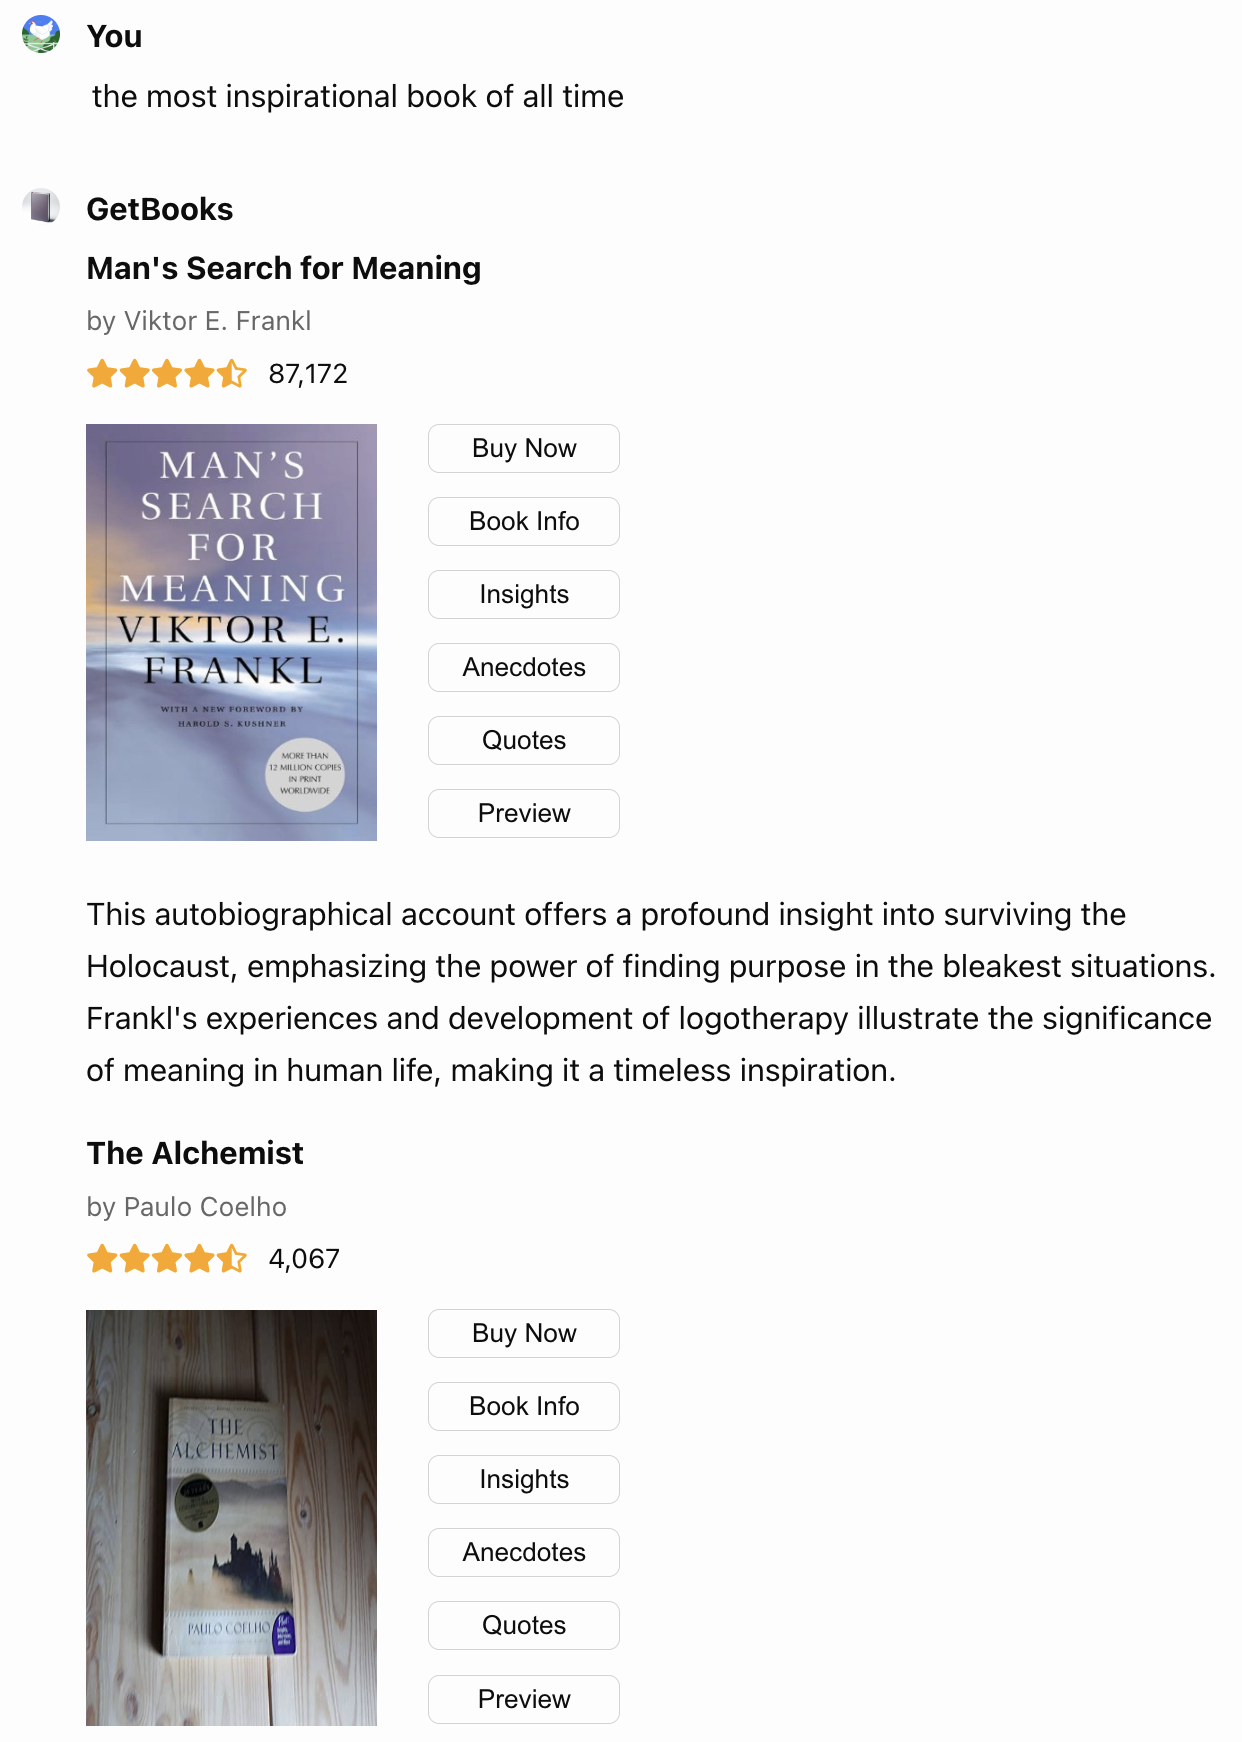 You
the most inspirational book of all time
GetBooks
Man's Search for Meaning
by Viktor E. Frankl
87,172
MAN'S
SEARCH
FOR
MEANING
VIKTOR E.
FRANKL
WITH A NEW FOREWORD BY
HAROLD S. KUSHNER
MORE THAN
12 MILLION COPIES
IN PRINT
WORLDWIDE
Buy Now
Book Info
Insights
Anecdotes
Quotes
Preview
This autobiographical account offers a profound insight into surviving the
Holocaust, emphasizing the power of finding purpose in the bleakest situations.
Frankl's experiences and development of logotherapy illustrate the significance
of meaning in human life, making it a timeless inspiration.
The Alchemist
by Paulo Coelho
4,067
THE
ALCHEMIST
PAULO COELHO
Buy Now
Book Info
Insights
Anecdotes
Quotes
Preview